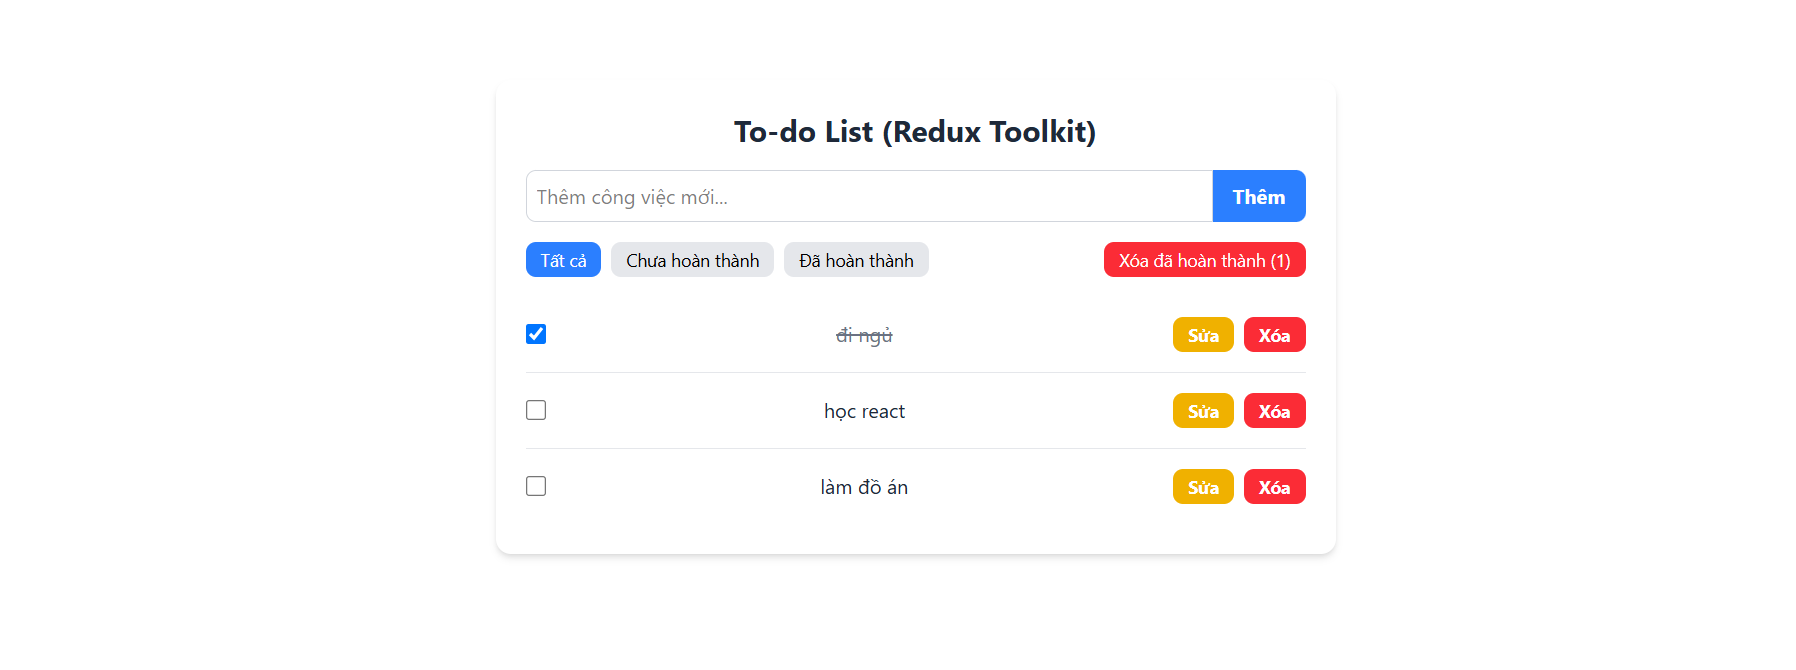 To-do List (Redux Toolkit)
Thêm công việc mới... Thêm
Tất cả Chưa hoàn thành Đã hoàn thành Xóa đã hoàn thành (1)
đi ngủ Sửa Xóa
học react Sửa Xóa
làm đồ án Sửa Xóa